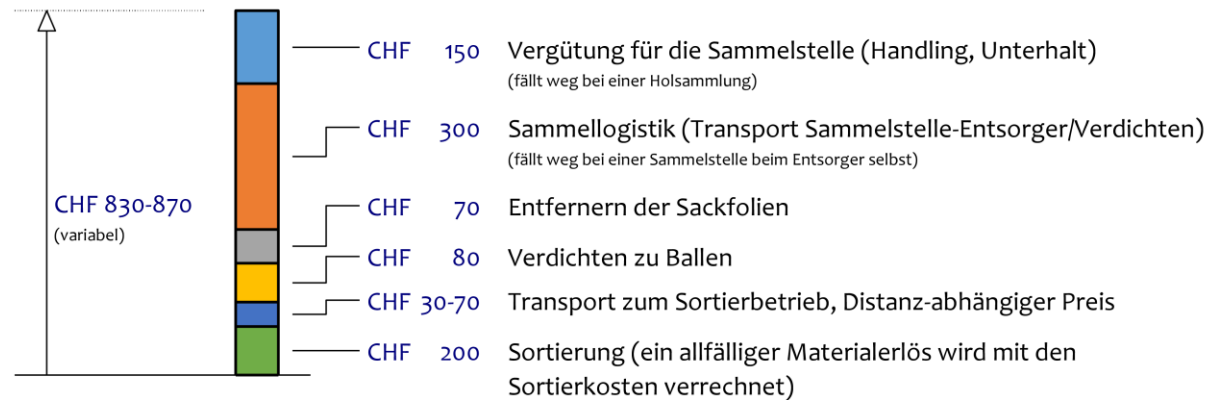 CHF 150 Vergütung für die Sammelstelle (Handling, Unterhalt)
(fällt weg bei einer Holsammlung)
CHF 300 Sammellogistik (Transport Sammelstelle-Entsorger/Verdichten)
(fällt weg bei einer Sammelstelle beim Entsorger selbst)
CHF 830-870
(variabel)
CHF 70 Entfernern der Sackfolien
CHF 80 Verdichten zu Ballen
CHF 30-70 Transport zum Sortierbetrieb, Distanz-abhängiger Preis
CHF 200 Sortierung (ein allfälliger Materialerlös wird mit den
Sortierkosten verrechnet)